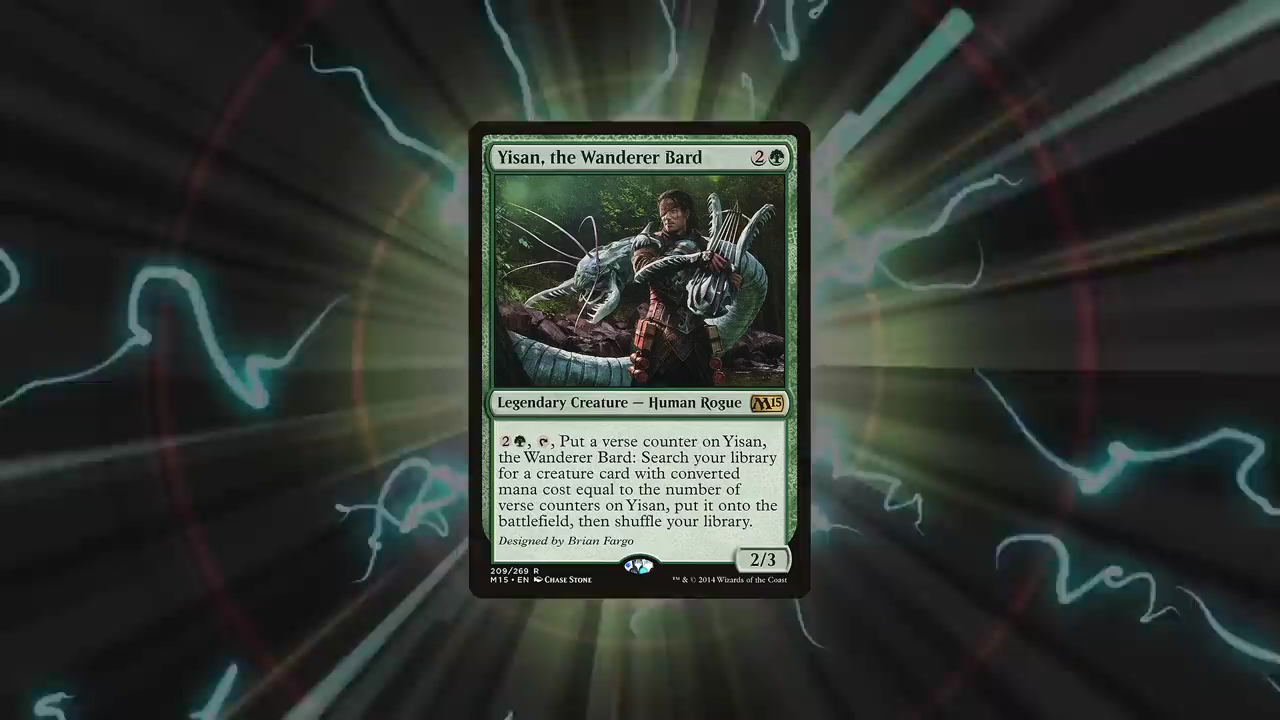 Yisan, the Wanderer Bard 2
Legendary Creature — Human Rogue M15
2 , , Put a verse counter on Yisan,
the Wanderer Bard: Search your library
for a creature card with converted
mana cost equal to the number of
verse counters on Yisan, put it onto the
battlefield, then shuffle your library.
Designed by Brian Fargo
2/3
209/269 R
M15 • EN Chase Stone
™ & © 2014 Wizards of the Coast